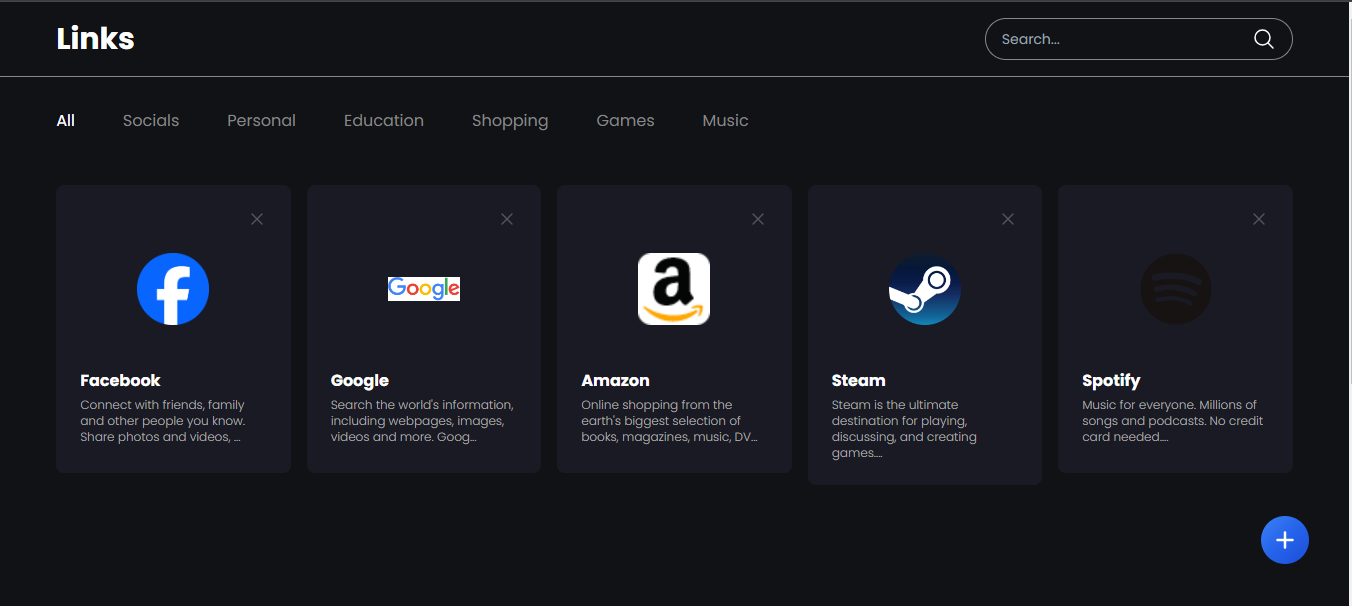 Links
Search...
All Socials Personal Education Shopping Games Music
Google
a
Facebook
Connect with friends, family
and other people you know.
Share photos and videos, ...
Google
Search the world's information,
including webpages, images,
videos and more. Goog...
Amazon
Online shopping from the
earth's biggest selection of
books, magazines, music, DV...
Steam
Steam is the ultimate
destination for playing,
discussing, and creating
games....
Spotify
Music for everyone. Millions of
songs and podcasts. No credit
card needed....